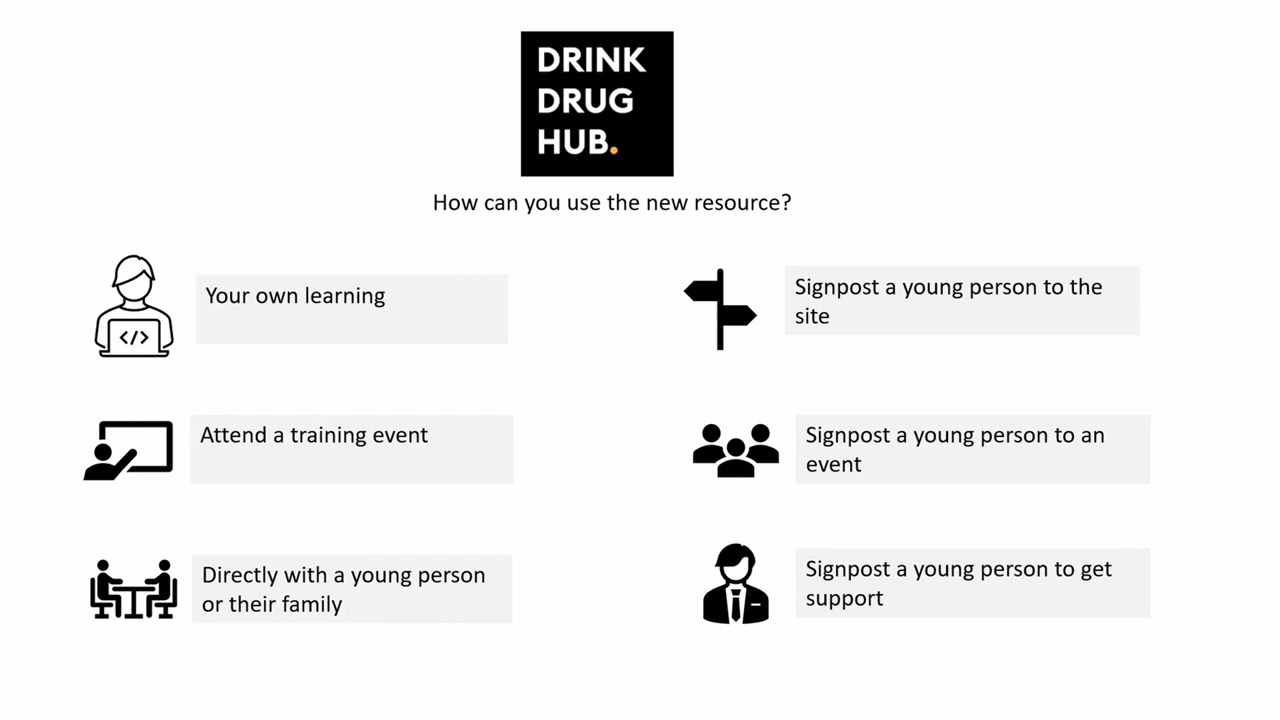 DRINK
DRUG
HUB.
How can you use the new resource?
Your own learning
Signpost a young person to the
site
Attend a training event
Signpost a young person to an
event
Directly with a young person
or their family
Signpost a young person to get
support
</>